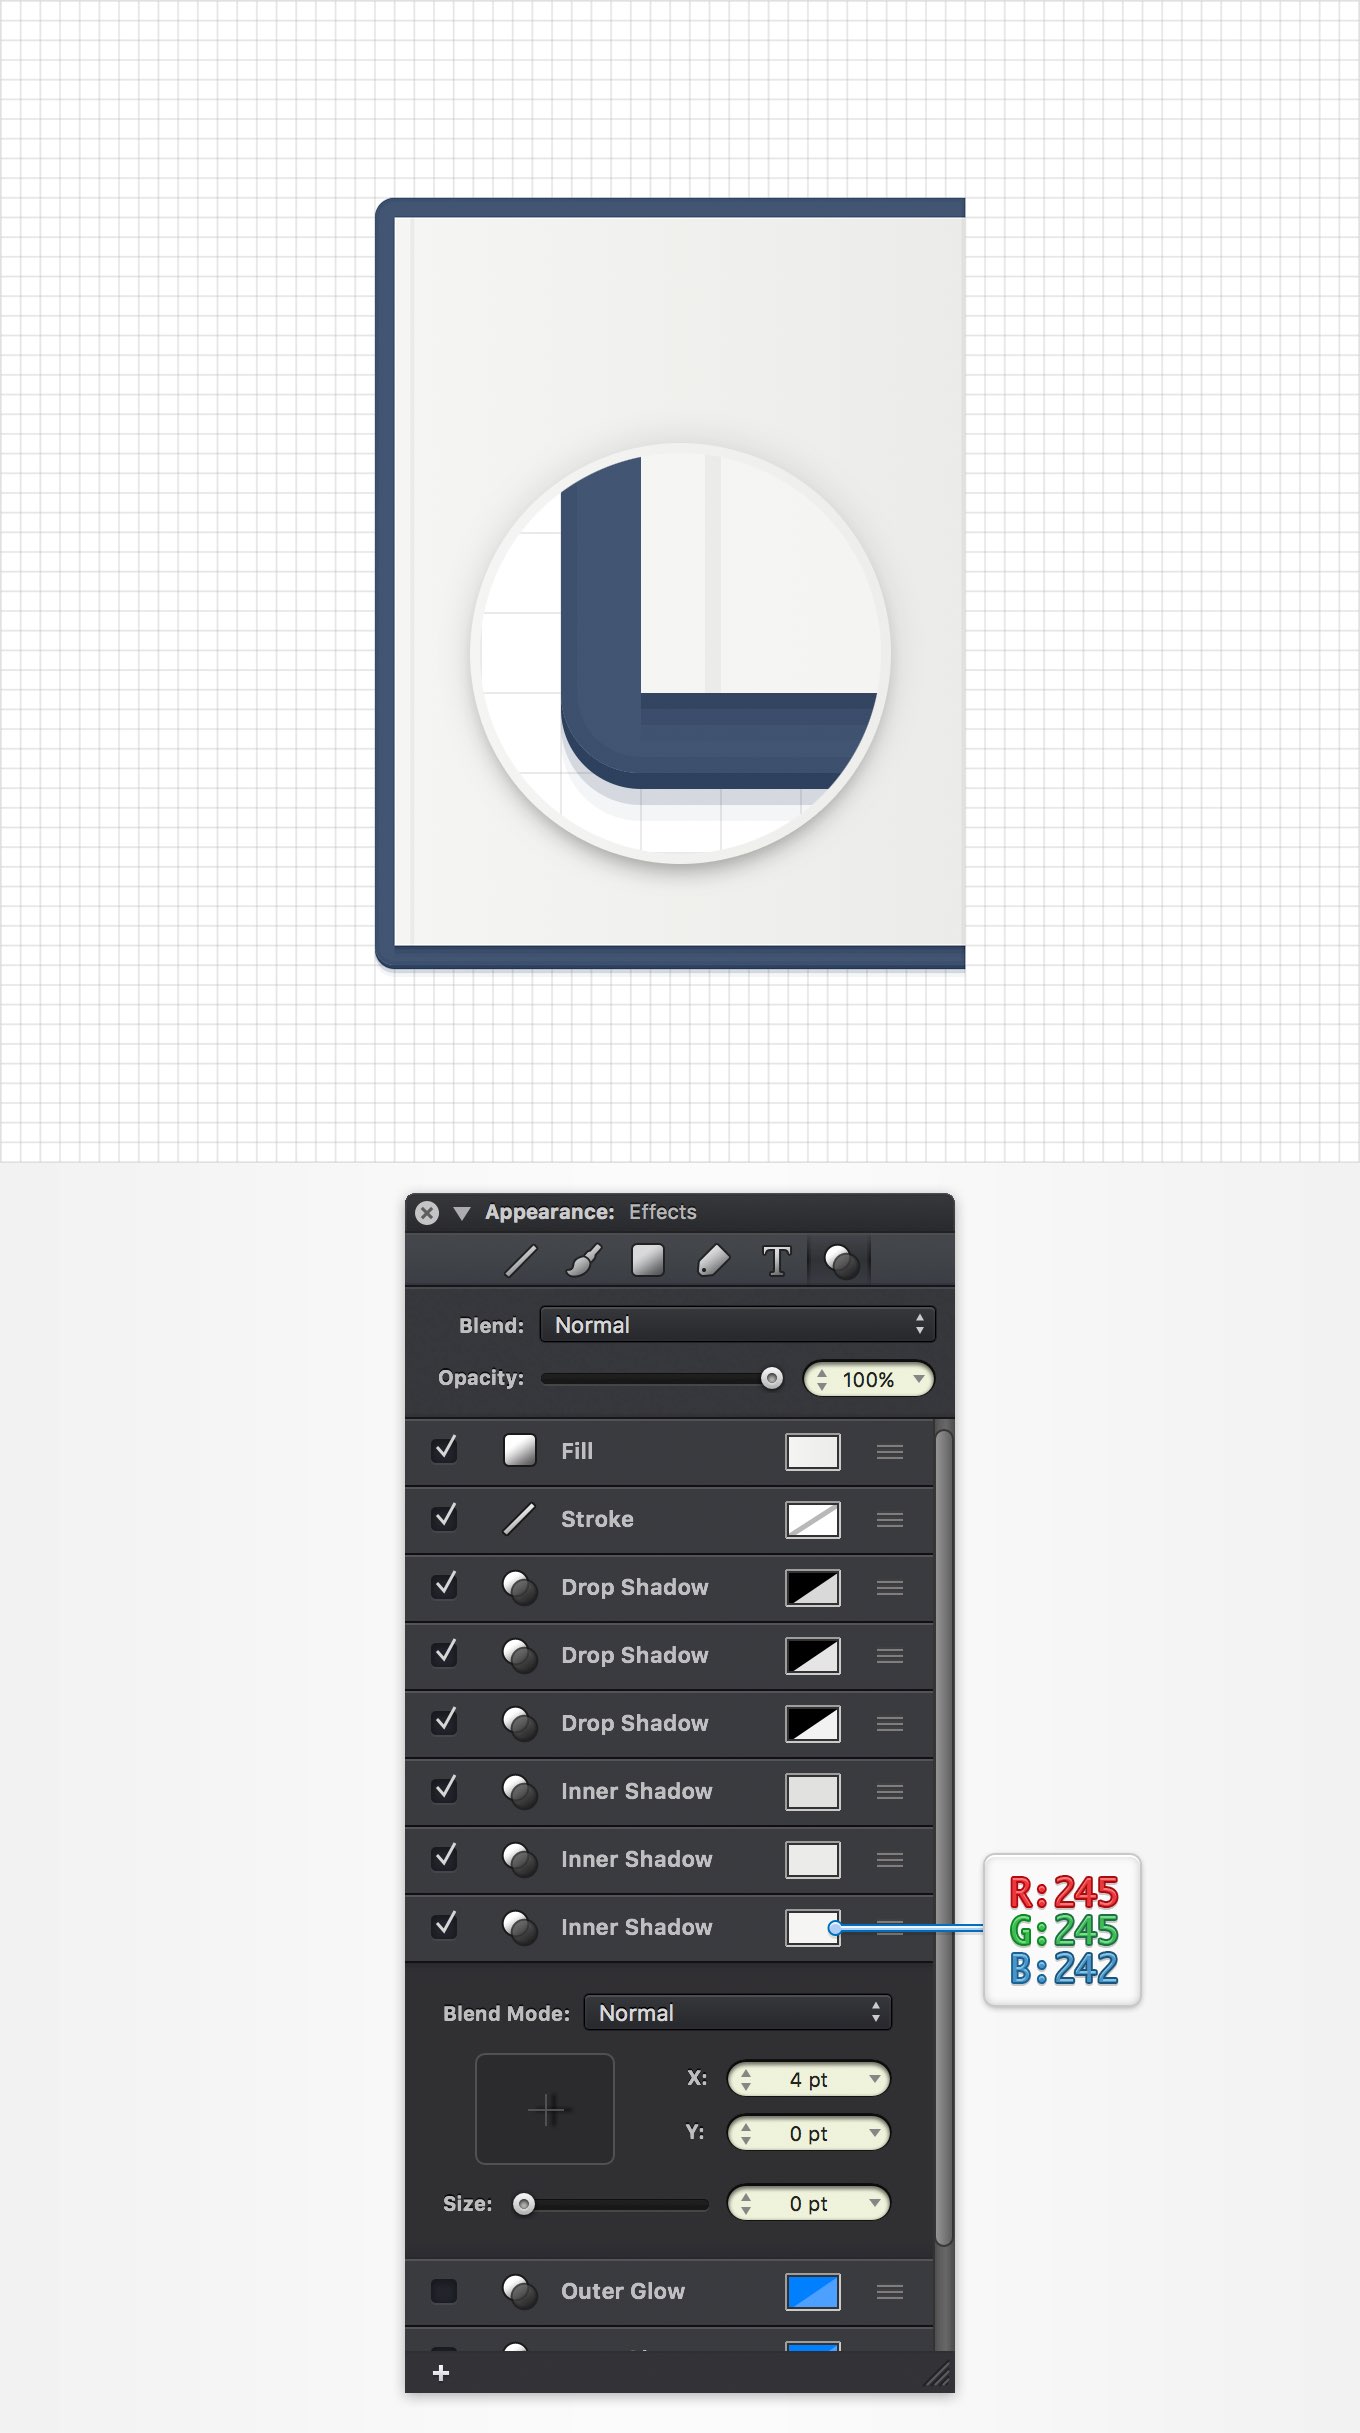 Appearance: Effects
T
Blend: Normal
Opacity: 100%
Fill
Stroke
Drop Shadow
Drop Shadow
Drop Shadow
Inner Shadow
Inner Shadow
Inner Shadow
R:245
G:245
B:242
Blend Mode: Normal
X: 4 pt
Y: 0 pt
Size: 0 pt
Outer Glow